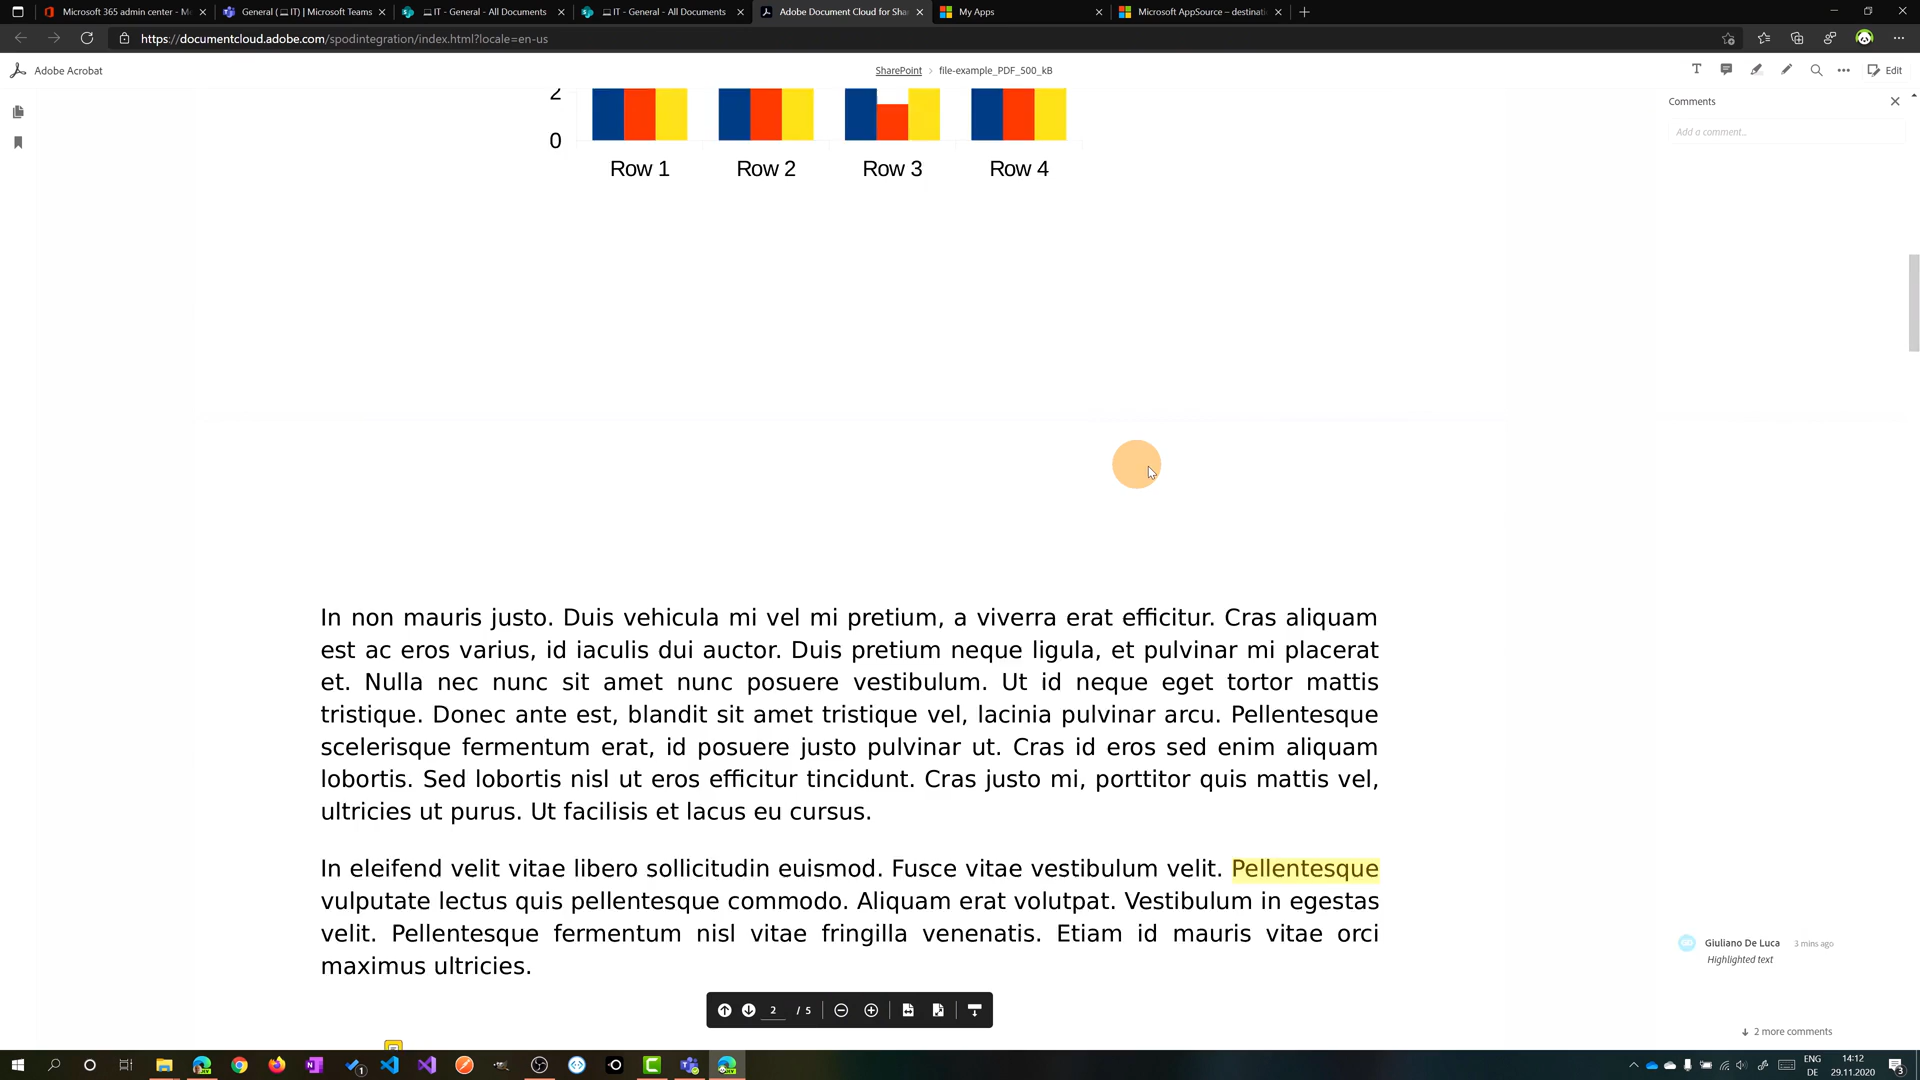 Microsoft 365 admin center - M
General (IT) | Microsoft Teams
IT - General - All Documents
IT - General - All Documents
Adobe Document Cloud for Sha
My Apps
Microsoft AppSource – destinati
https://documentcloud.adobe.com/spodintegration/index.html?locale=en-us
Adobe Acrobat
SharePoint › file-example_PDF_500_kB
Edit
Comments
Add a comment...
2
0
Row 1 Row 2 Row 3 Row 4
In non mauris justo. Duis vehicula mi vel mi pretium, a viverra erat efficitur. Cras aliquam
est ac eros varius, id iaculis dui auctor. Duis pretium neque ligula, et pulvinar mi placerat
et. Nulla nec nunc sit amet nunc posuere vestibulum. Ut id neque eget tortor mattis
tristique. Donec ante est, blandit sit amet tristique vel, lacinia pulvinar arcu. Pellentesque
scelerisque fermentum erat, id posuere justo pulvinar ut. Cras id eros sed enim aliquam
lobortis. Sed lobortis nisl ut eros efficitur tincidunt. Cras justo mi, porttitor quis mattis vel,
ultricies ut purus. Ut facilisis et lacus eu cursus.
In eleifend velit vitae libero sollicitudin euismod. Fusce vitae vestibulum velit. Pellentesque
vulputate lectus quis pellentesque commodo. Aliquam erat volutpat. Vestibulum in egestas
velit. Pellentesque fermentum nisl vitae fringilla venenatis. Etiam id mauris vitae orci
maximus ultricies.
Giuliano De Luca 3 mins ago
Highlighted text
2 / 5
2 more comments
ENG
DE
14:12
29.11.2020